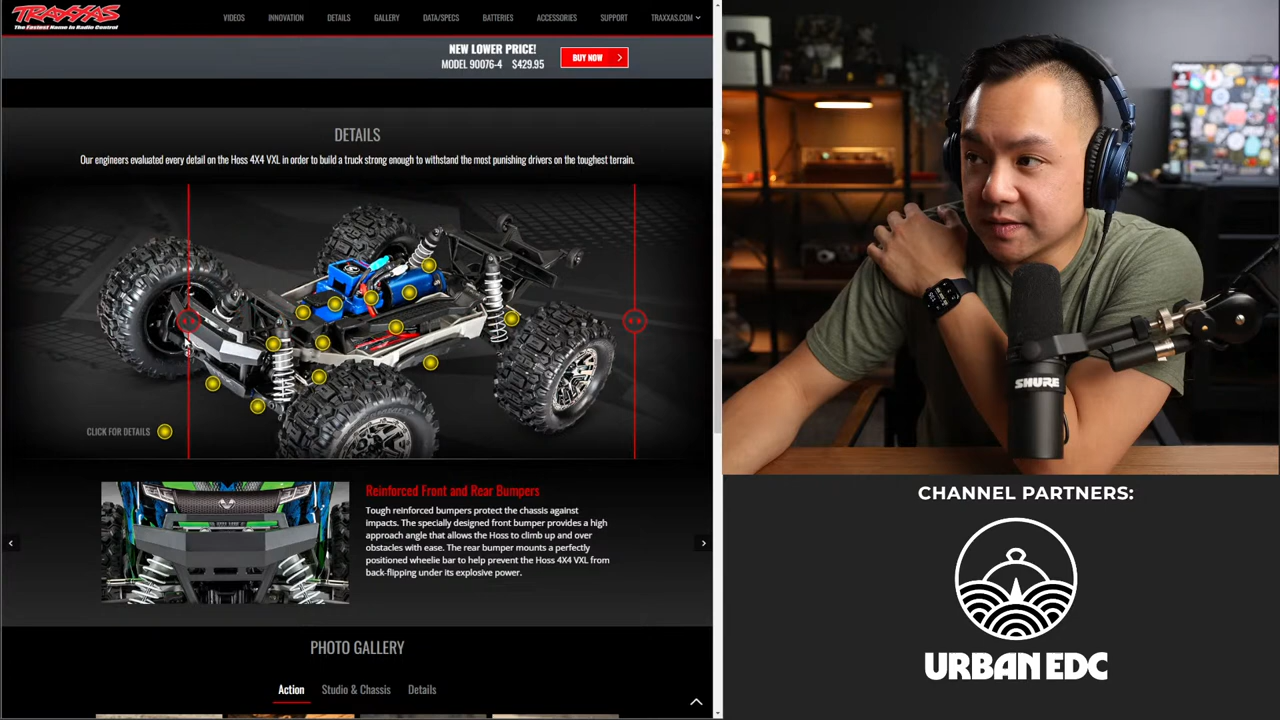 TRAXXAS
The Fastest Name in Radio Control
VIDEOS INNOVATION DETAILS GALLERY DATA/SPECS BATTERIES ACCESSORIES SUPPORT TRAXXAS.COM
NEW LOWER PRICE!
MODEL 90076-4 $429.95
BUY NOW
DETAILS
Our engineers evaluated every detail on the Hoss 4X4 VXL in order to build a truck strong enough to withstand the most punishing drivers on the toughest terrain.
CLICK FOR DETAILS
Reinforced Front and Rear Bumpers
Tough reinforced bumpers protect the chassis against
impacts. The specially designed front bumper provides a high
approach angle that allows the Hoss to climb up and over
obstacles with ease. The rear bumper mounts a perfectly
positioned wheelie bar to help prevent the Hoss 4X4 VXL from
back-flipping under its explosive power.
PHOTO GALLERY
Action Studio & Chassis Details
SHURE
CHANNEL PARTNERS:
URBAN EDC